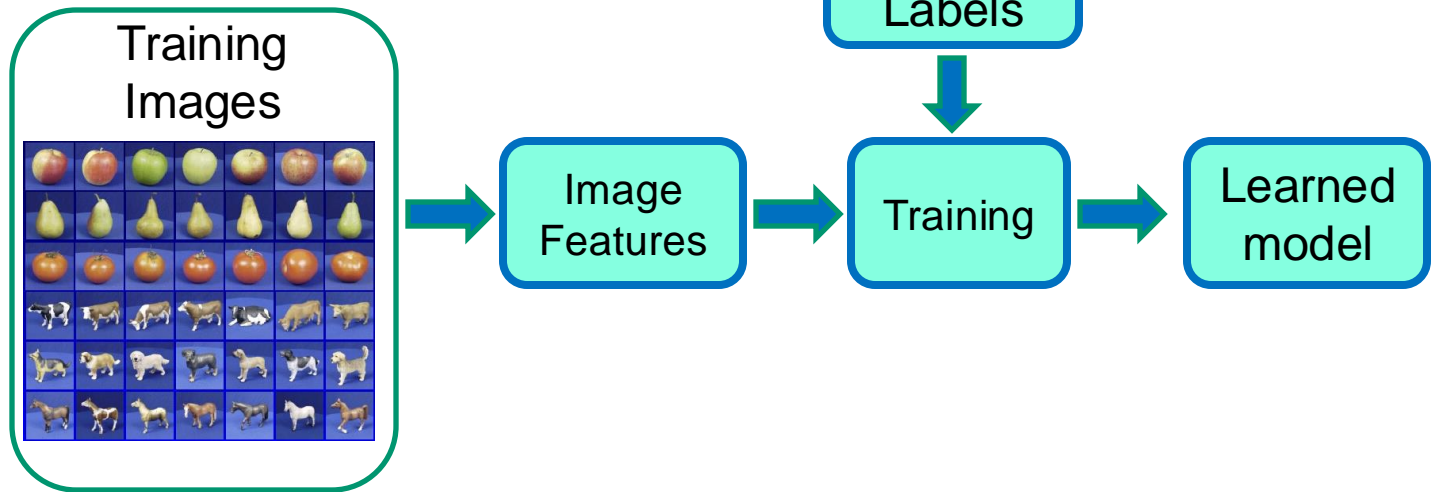 Labels
Training
Images
Image
Features
Training
Learned
model